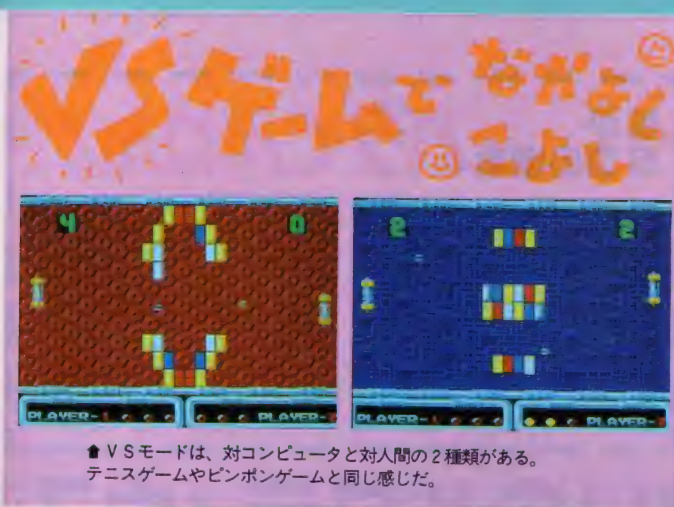 VSゲームで なかよく
こよし
4 0
2 2
PLAYER-1 PLAYER-2
PLAYER-1 PLAYER-2
⬆VSモードは、対コンピュータと対人間の2種類がある。
テニスゲームやピンポンゲームと同じ感じだ。